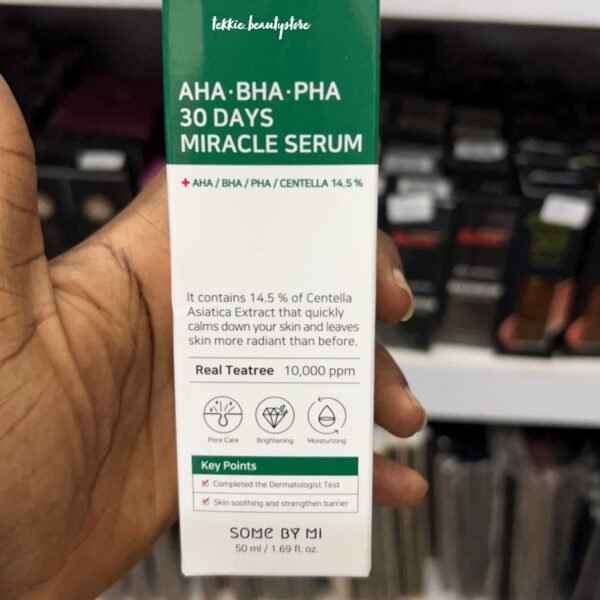 tekkie.beautystore
AHA·BHA·PHA
30 DAYS
MIRACLE SERUM
+ AHA / BHA / PHA / CENTELLA 14.5 %
It contains 14.5 % of Centella
Asiatica Extract that quickly
calms down your skin and leaves
skin more radiant than before.
Real Teatree 10,000 ppm
Pore Care Brightening Moisturizing
Key Points
Completed the Dermatologist Test
Skin soothing and strengthen barrier
SOME BY MI
50 ml / 1.69 fl. oz.